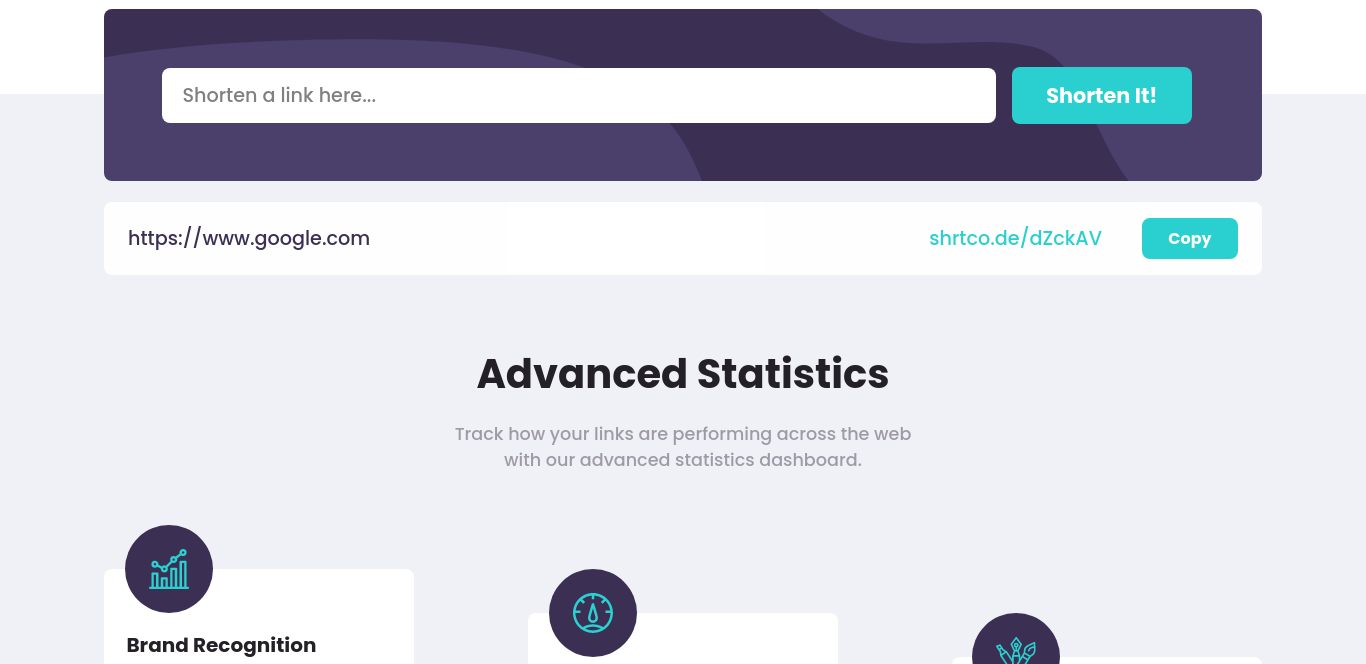 Shorten a link here...
Shorten It!
https://www.google.com
shrtco.de/dZckAV
Copy
Advanced Statistics
Track how your links are performing across the web
with our advanced statistics dashboard.
Brand Recognition